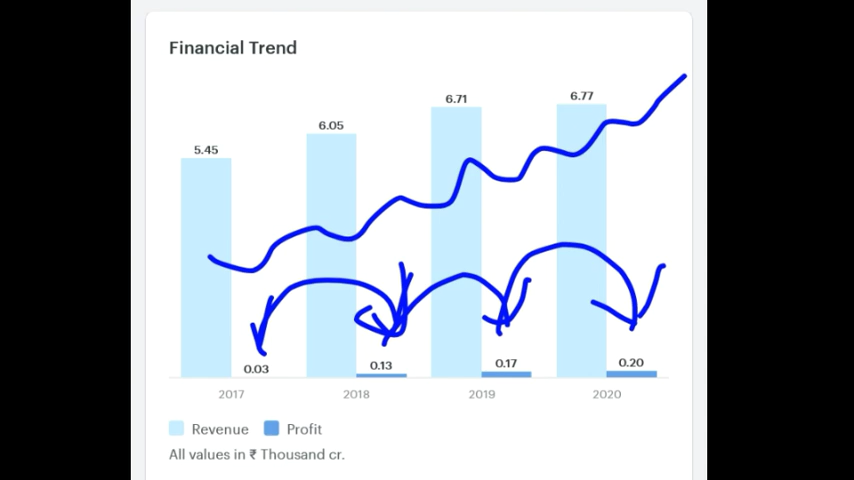 Financial Trend
5.45
6.05
6.71
6.77
0.03
0.13
0.17
0.20
2017 2018 2019 2020
Revenue Profit
All values in ₹ Thousand cr.